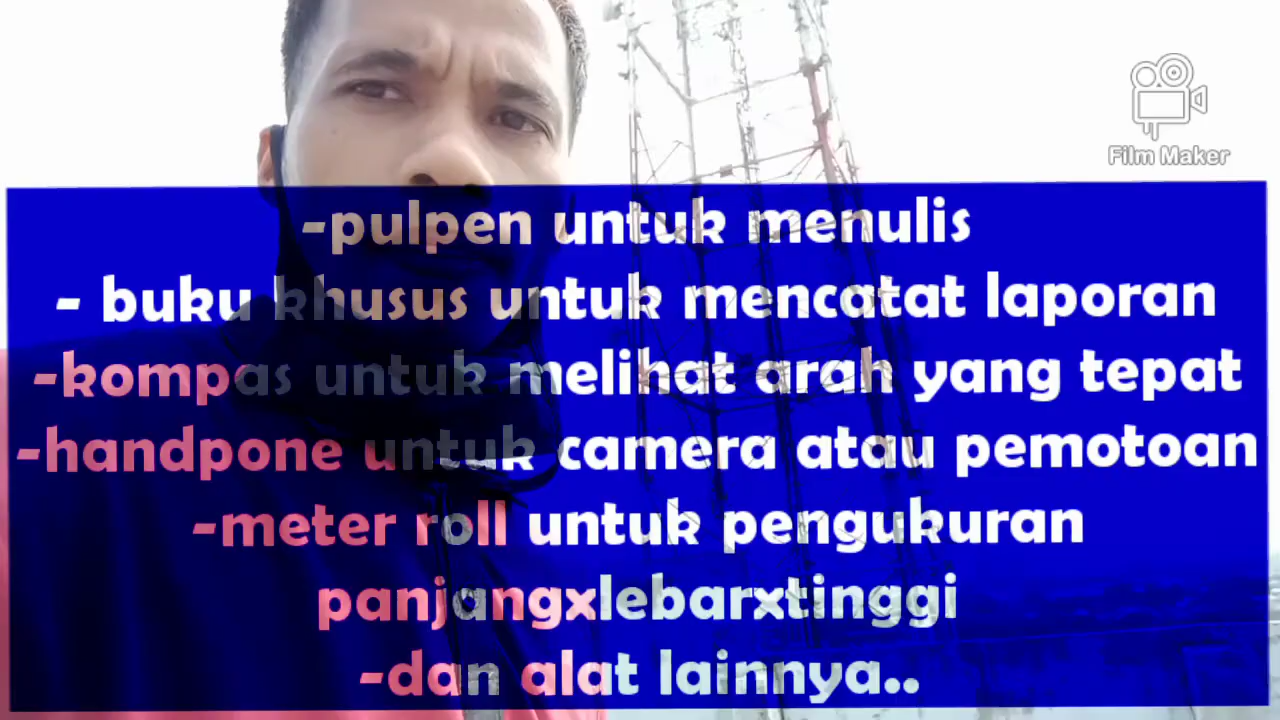 Film Maker
-pulpen untuk menulis
- buku khusus untuk mencatat laporan
-kompas untuk melihat arah yang tepat
-handpone untuk camera atau pemotoan
-meter roll untuk pengukuran
panjangxlebarxtinggi
-dan alat lainnya..